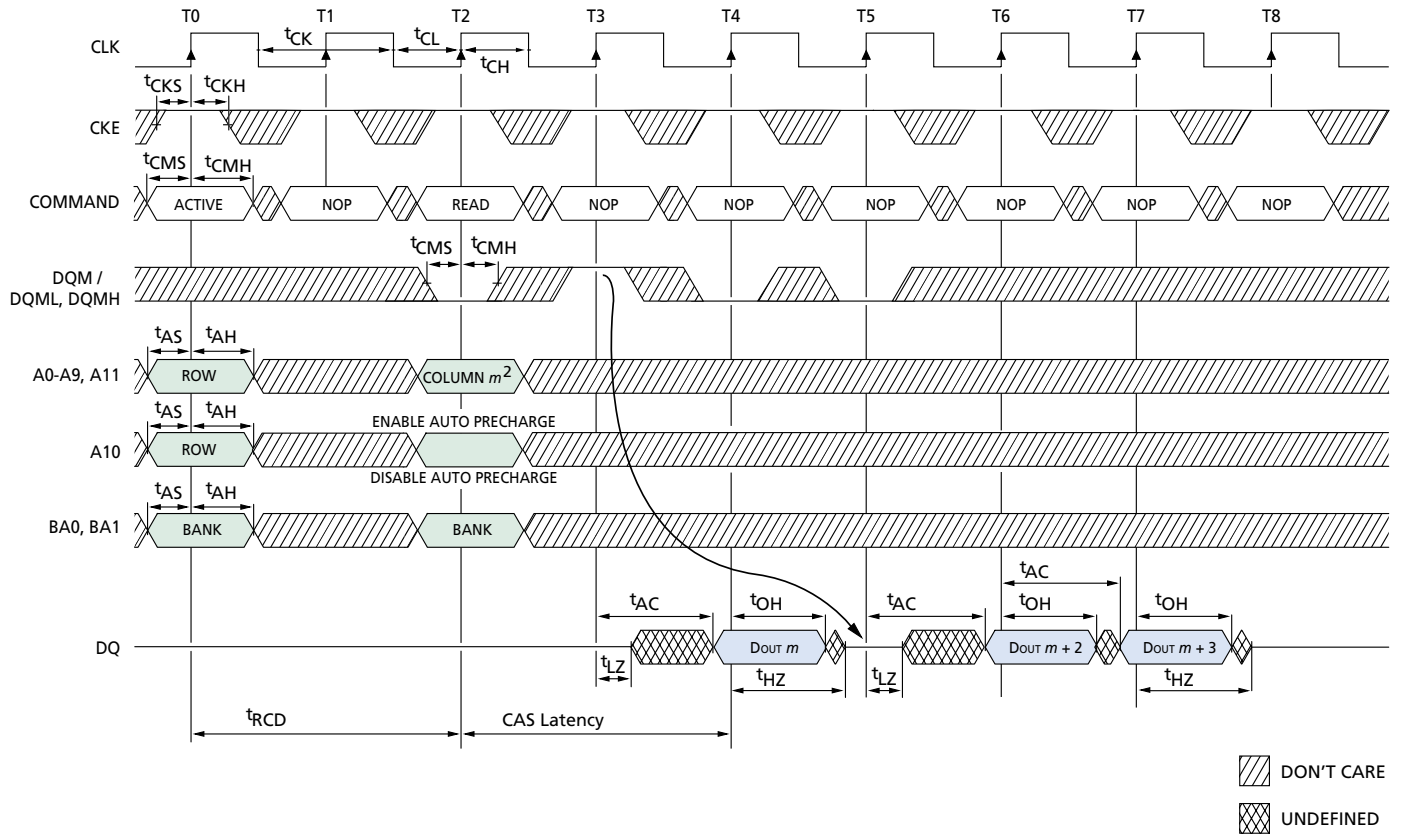 T0 T1 T2 T3 T4 T5 T6 T7 T8
CLK
tCK tCL
tCH
tCKS tCKH
CKE
tCMS tCMH
COMMAND ACTIVE NOP READ NOP NOP NOP NOP NOP NOP
tCMS tCMH
DQM /
DQML, DQMH
tAS tAH
A0-A9, A11 ROW COLUMN m2
tAS tAH
ENABLE AUTO PRECHARGE
A10 ROW
DISABLE AUTO PRECHARGE
tAS tAH
BA0, BA1 BANK BANK
tAC
tAC tOH tAC tOH tOH
DQ DOUT m DOUT m + 2 DOUT m + 3
tLZ tHZ tLZ tHZ
tRCD CAS Latency
DON'T CARE
UNDEFINED